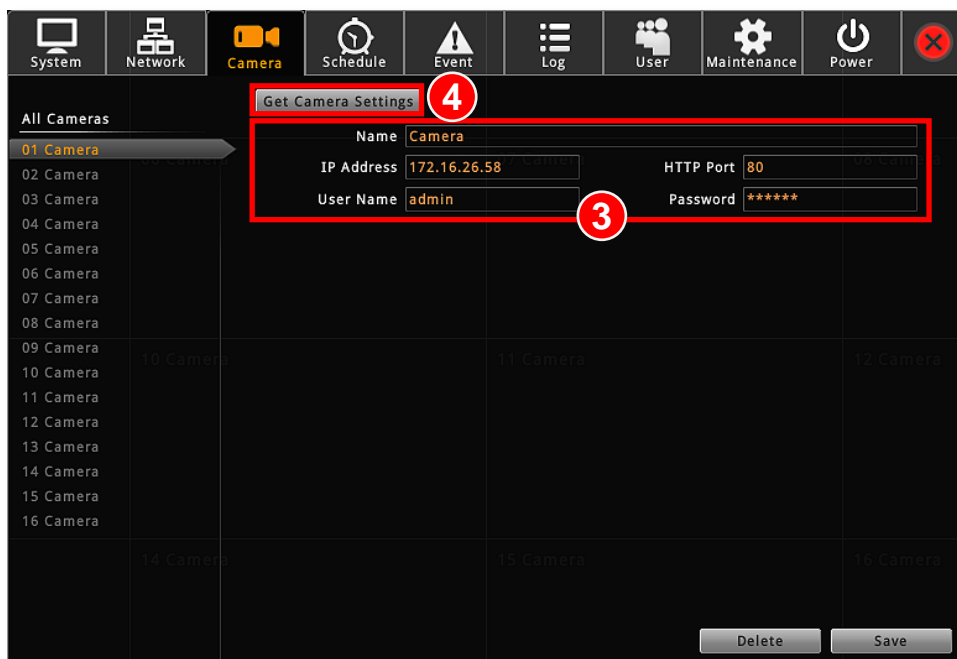 System Network Camera Schedule Event Log User Maintenance Power
Get Camera Settings 4
All Cameras
Name Camera
01 Camera
IP Address 172.16.26.58 HTTP Port 80
02 Camera
User Name admin Password ******
03 Camera
3
04 Camera
05 Camera
06 Camera
07 Camera
08 Camera
09 Camera
10 Camera 11 Camera 12 Camera
10 Camera
11 Camera
12 Camera
13 Camera
14 Camera
15 Camera
16 Camera
14 Camera 15 Camera 16 Camera
Delete Save